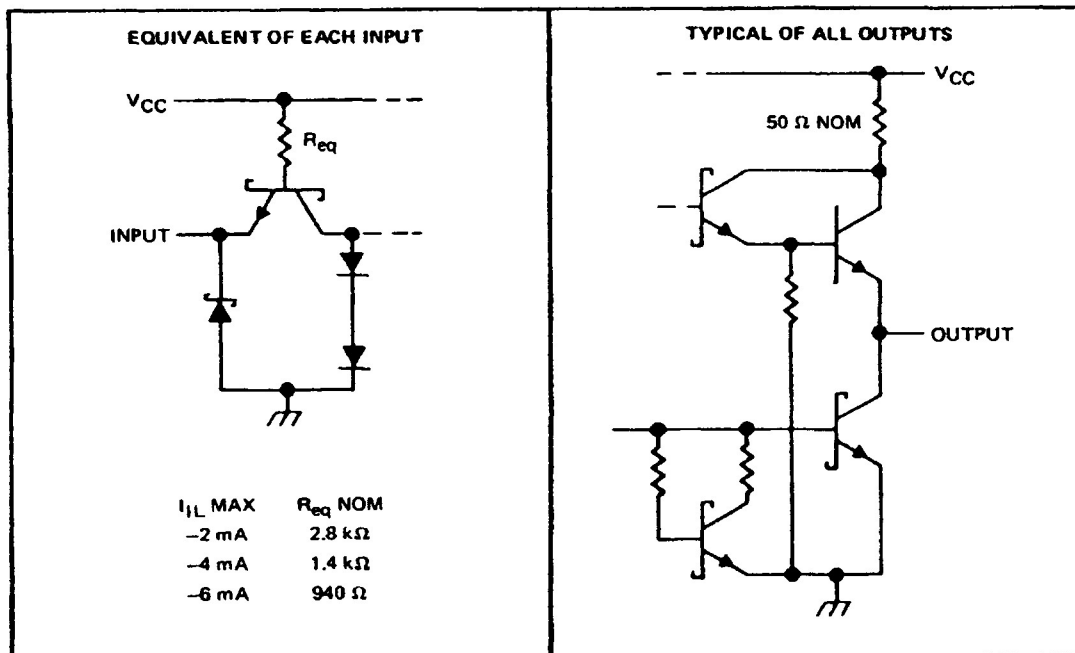 EQUIVALENT OF EACH INPUT
VCC
Req
INPUT
IIL MAX Req NOM
–2 mA 2.8 kΩ
–4 mA 1.4 kΩ
–6 mA 940 Ω
TYPICAL OF ALL OUTPUTS
VCC
50 Ω NOM
OUTPUT